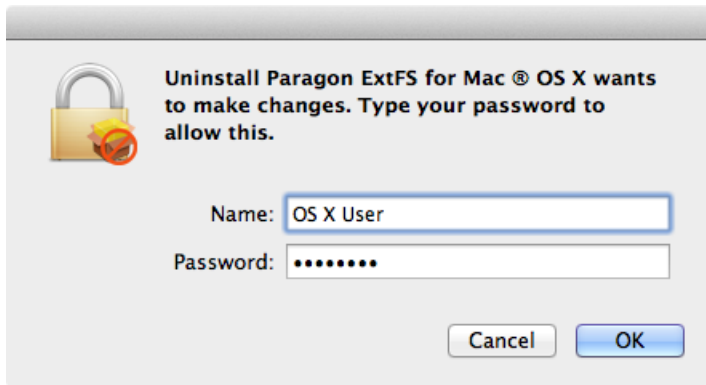 Uninstall Paragon ExtFS for Mac ® OS X wants
to make changes. Type your password to
allow this.
Name: OS X User
Password: ••••••••
Cancel OK